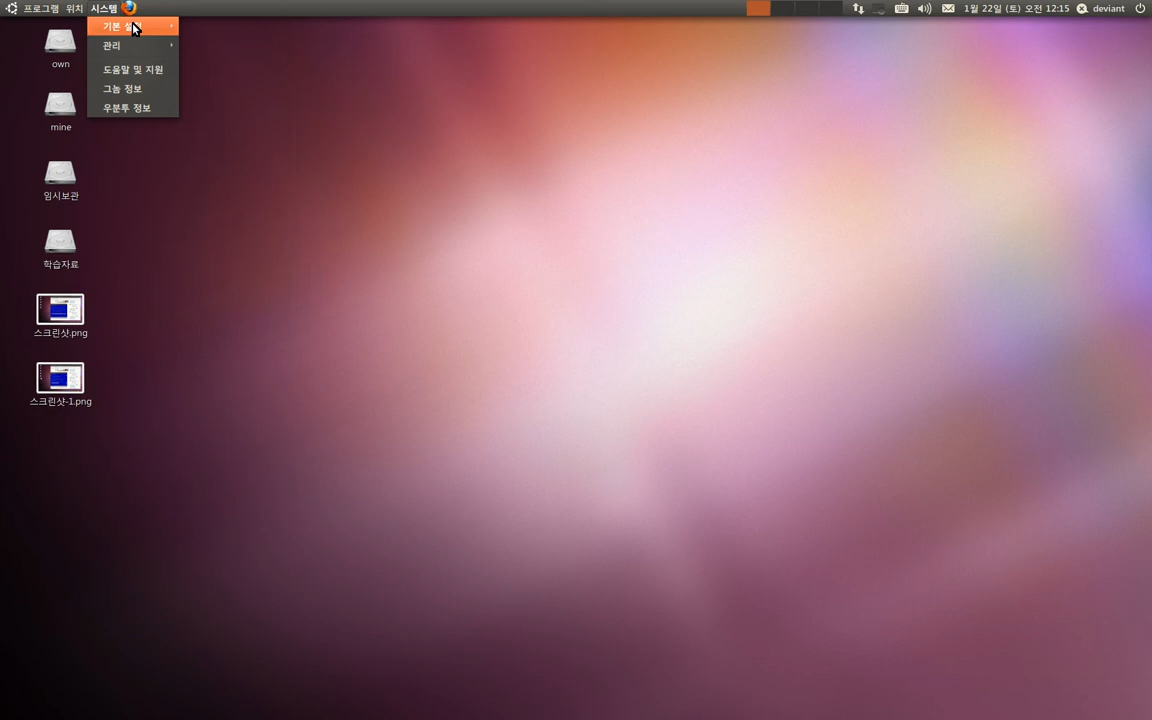 프로그램 위치 시스템
1월 22일 (토) 오전 12:15 deviant
기본
관리
도움말 및 지원
그놈 정보
우분투 정보
own
mine
임시보관
학습자료
스크린샷.png
스크린샷-1.png